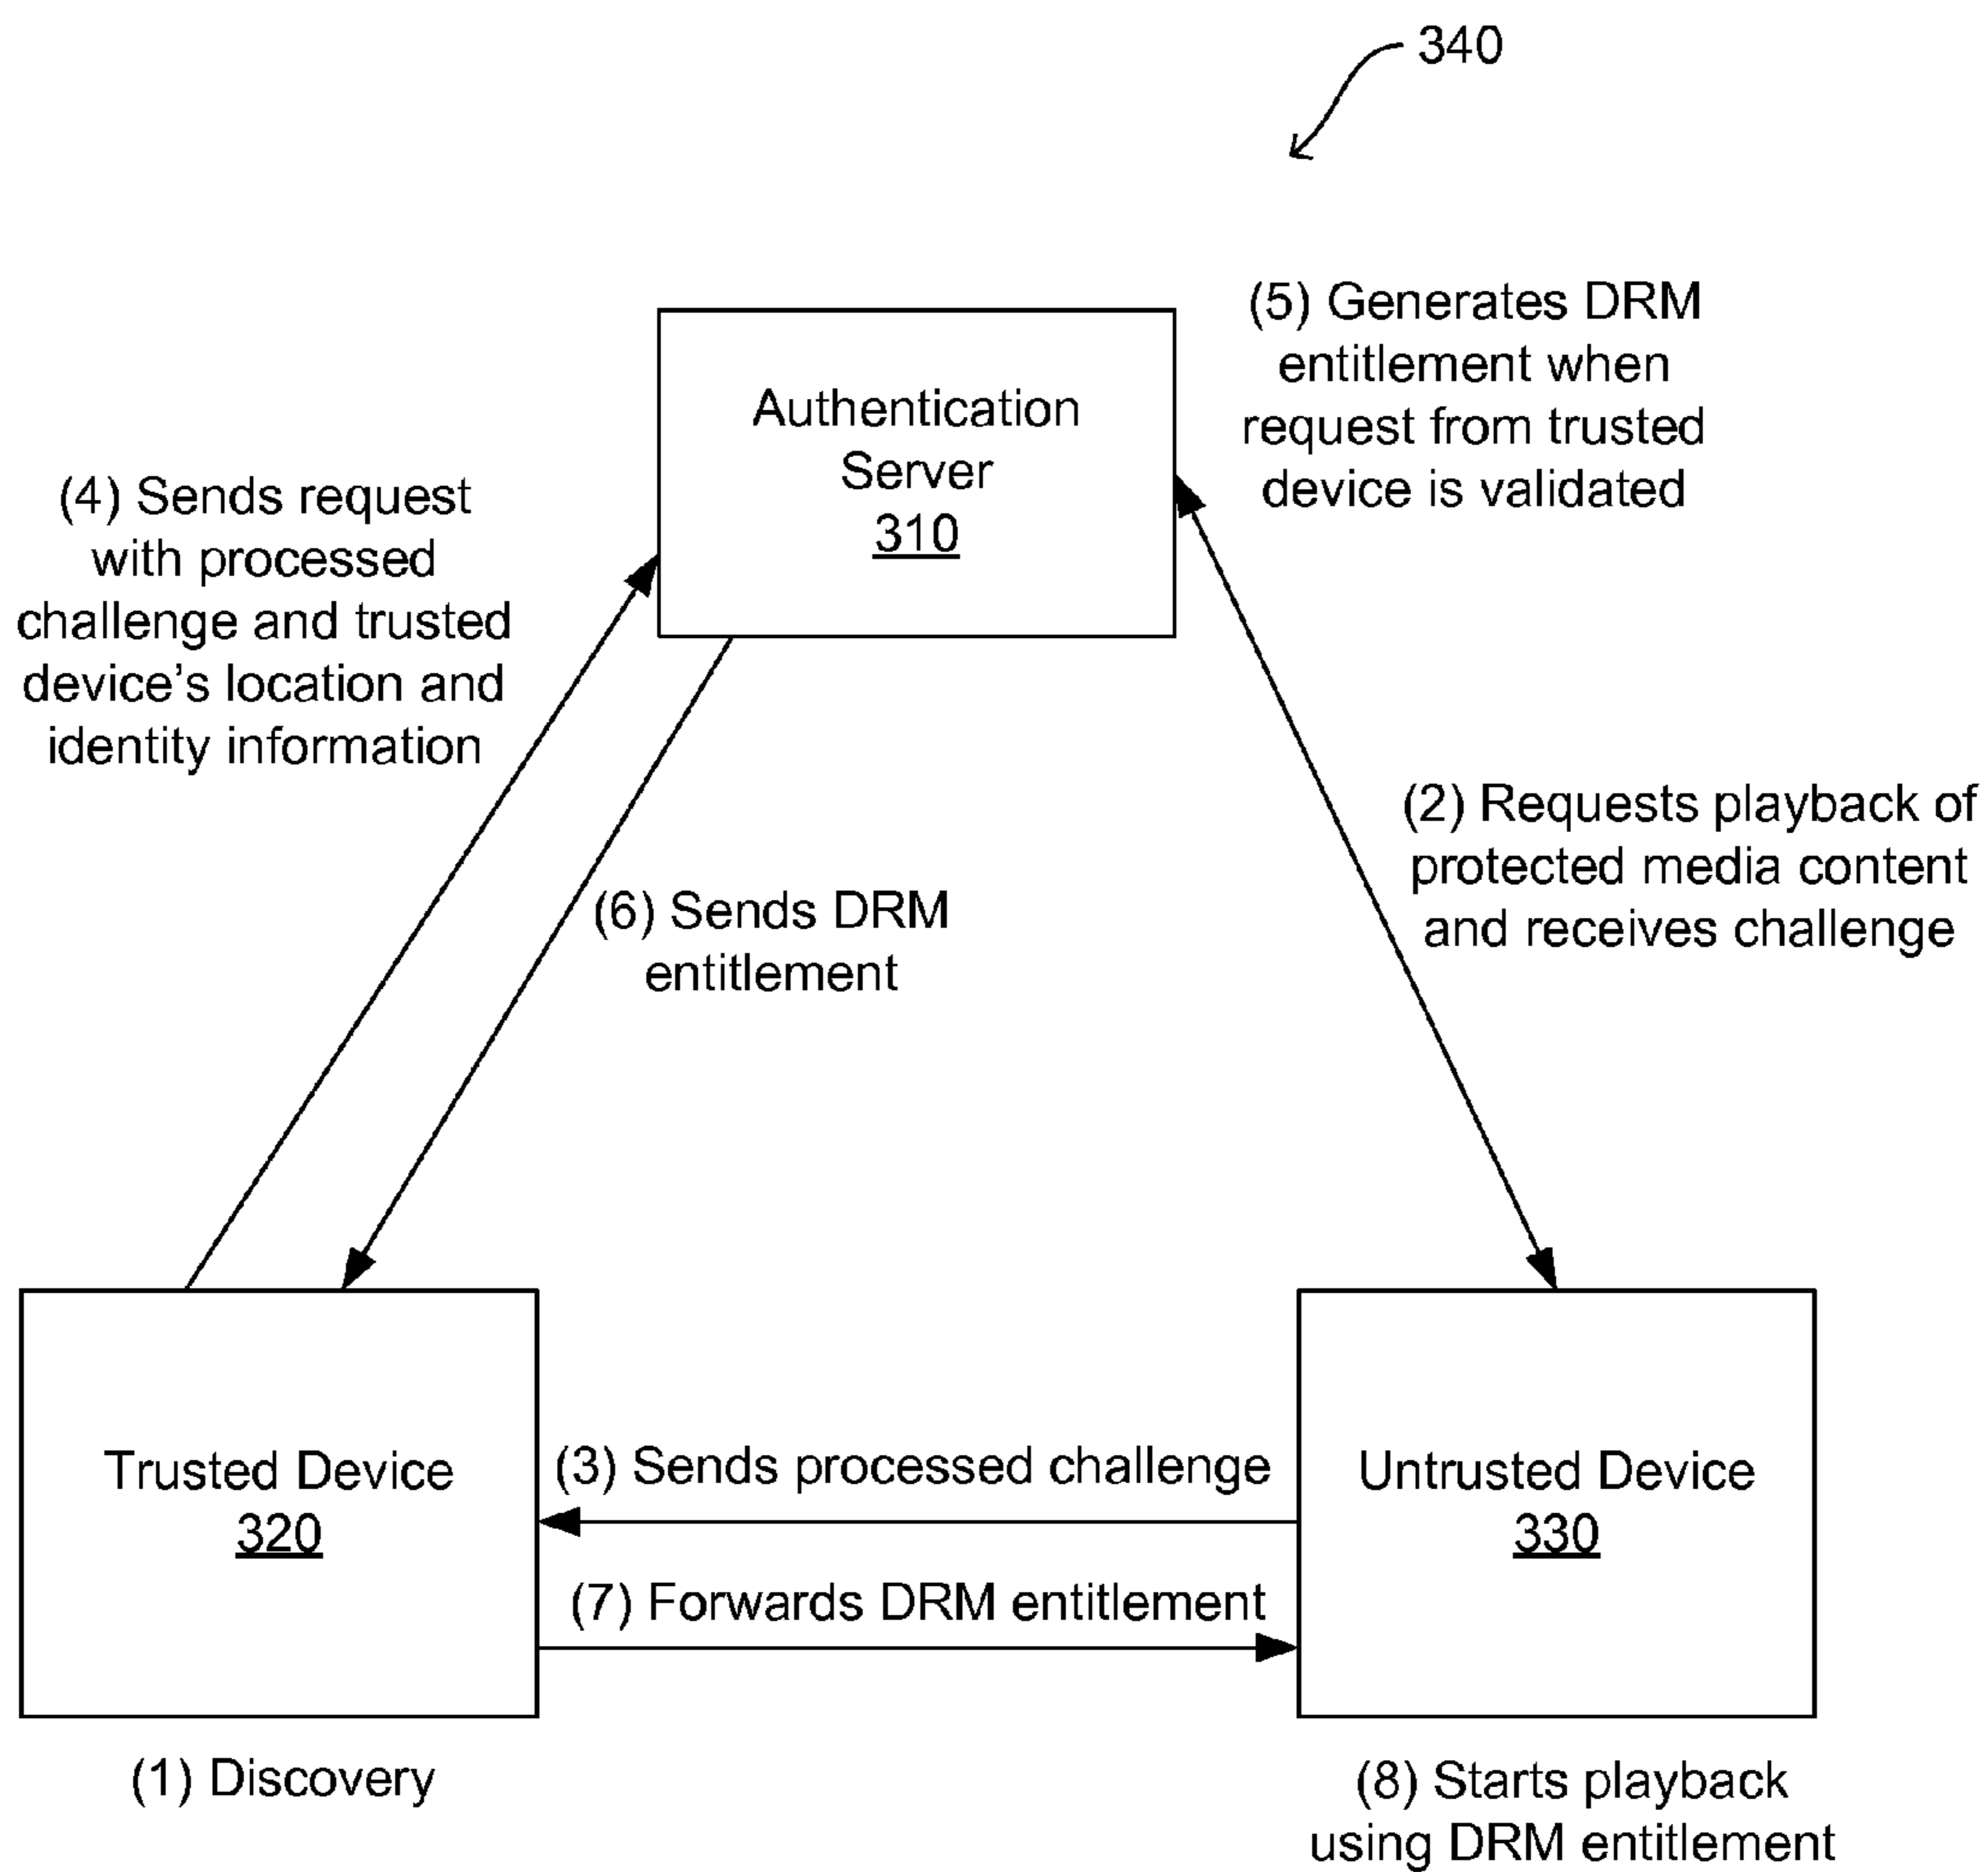 340
(5) Generates DRM
entitlement when
request from trusted
device is validated
Authentication
Server
310
(4) Sends request
with processed
challenge and trusted
device’s location and
identity information
(2) Requests playback of
protected media content
and receives challenge
(6) Sends DRM
entitlement
Trusted Device
320
(3) Sends processed challenge
(7) Forwards DRM entitlement
Untrusted Device
330
(1) Discovery
(8) Starts playback
using DRM entitlement